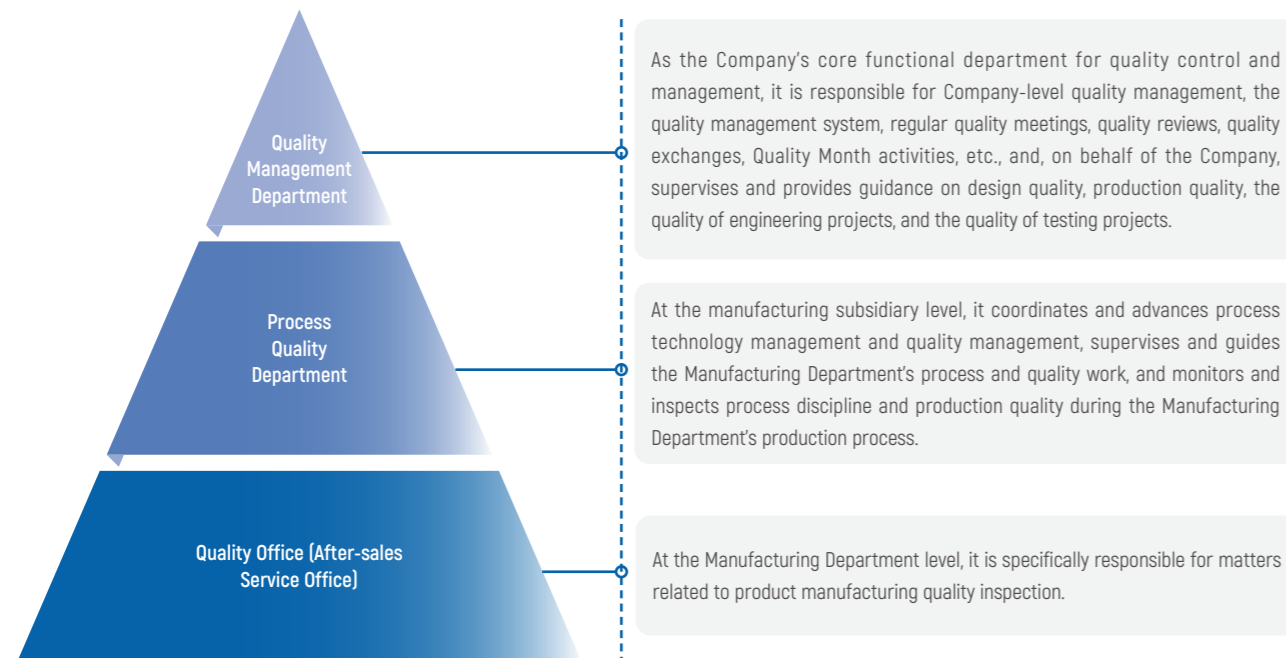 Quality
Management
Department
As the Company's core functional department for quality control and
management, it is responsible for Company-level quality management, the
quality management system, regular quality meetings, quality reviews, quality
exchanges, Quality Month activities, etc., and, on behalf of the Company,
supervises and provides guidance on design quality, production quality, the
quality of engineering projects, and the quality of testing projects.
Process
Quality
Department
At the manufacturing subsidiary level, it coordinates and advances process
technology management and quality management, supervises and guides
the Manufacturing Department's process and quality work, and monitors and
inspects process discipline and production quality during the Manufacturing
Department's production process.
Quality Office (After-sales
Service Office)
At the Manufacturing Department level, it is specifically responsible for matters
related to product manufacturing quality inspection.